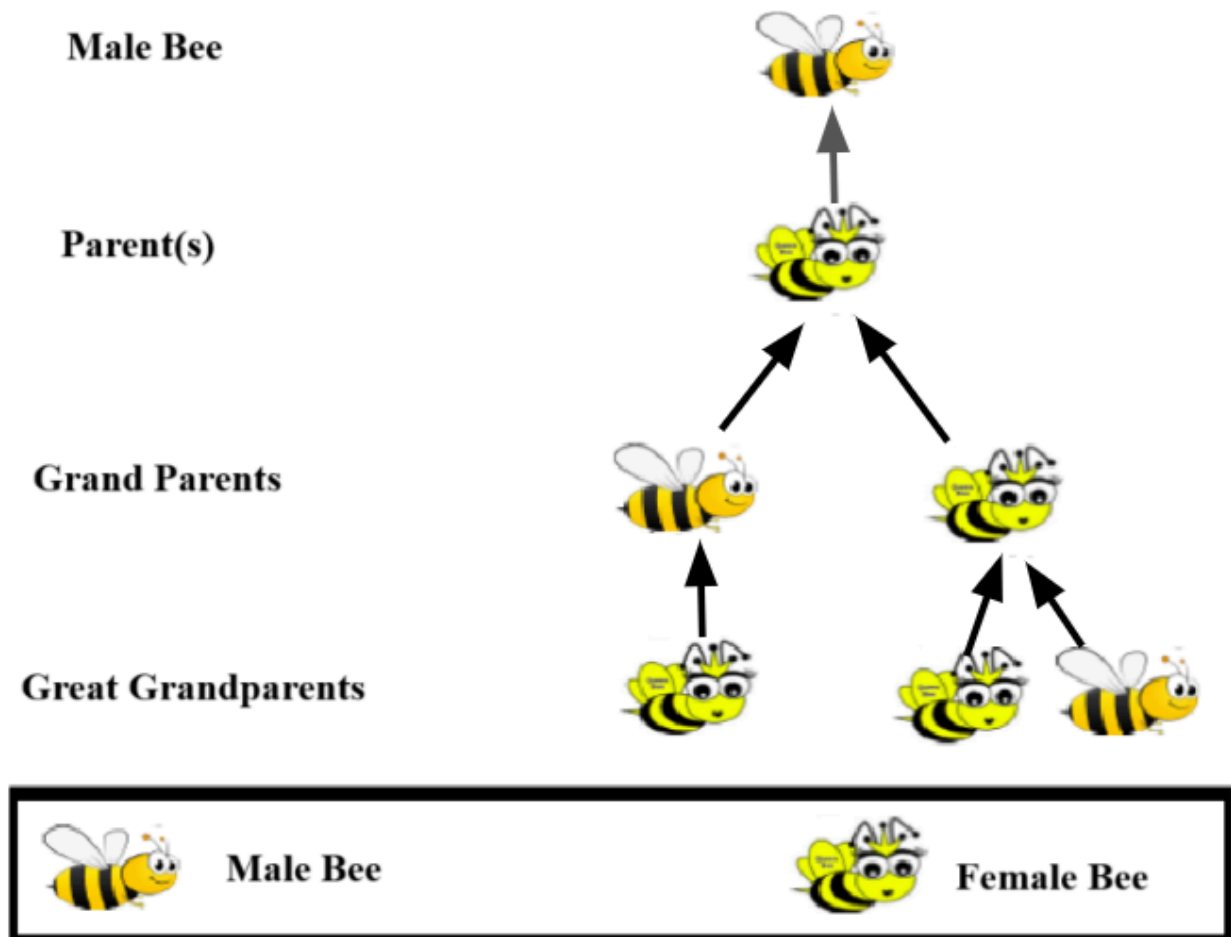 Male Bee
Parent(s)
Grand Parents
Great Grandparents
Male Bee
Female Bee